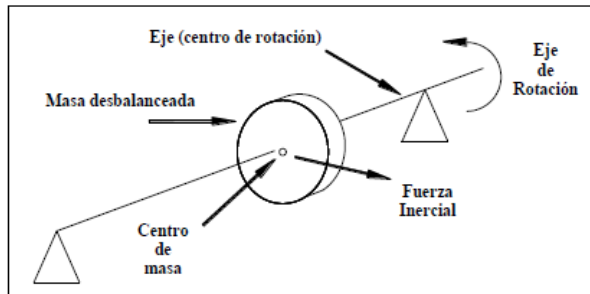 Eje (centro de rotación)
Eje
de
Rotación
Masa desbalanceada
Fuerza
Inercial
Centro
de
masa